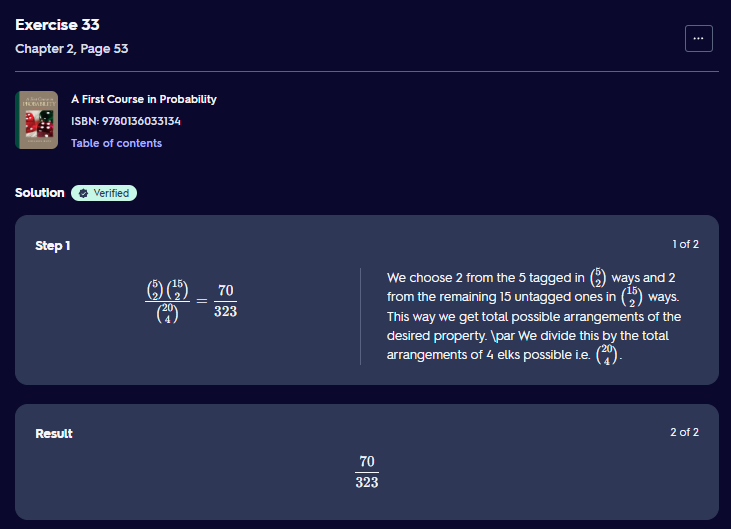 Exercise 33
Chapter 2, Page 53
...
A First Course in Probability
ISBN: 9780136033134
Table of contents
Solution Verified
Step 1
1 of 2
\frac{\binom{5}{2}\binom{15}{2}}{\binom{20}{4}} = \frac{70}{323}
We choose 2 from the 5 tagged in \binom{5}{2} ways and 2
from the remaining 15 untagged ones in \binom{15}{2} ways.
This way we get total possible arrangements of the
desired property. \par We divide this by the total
arrangements of 4 elks possible i.e. \binom{20}{4}.
Result
2 of 2
\frac{70}{323}